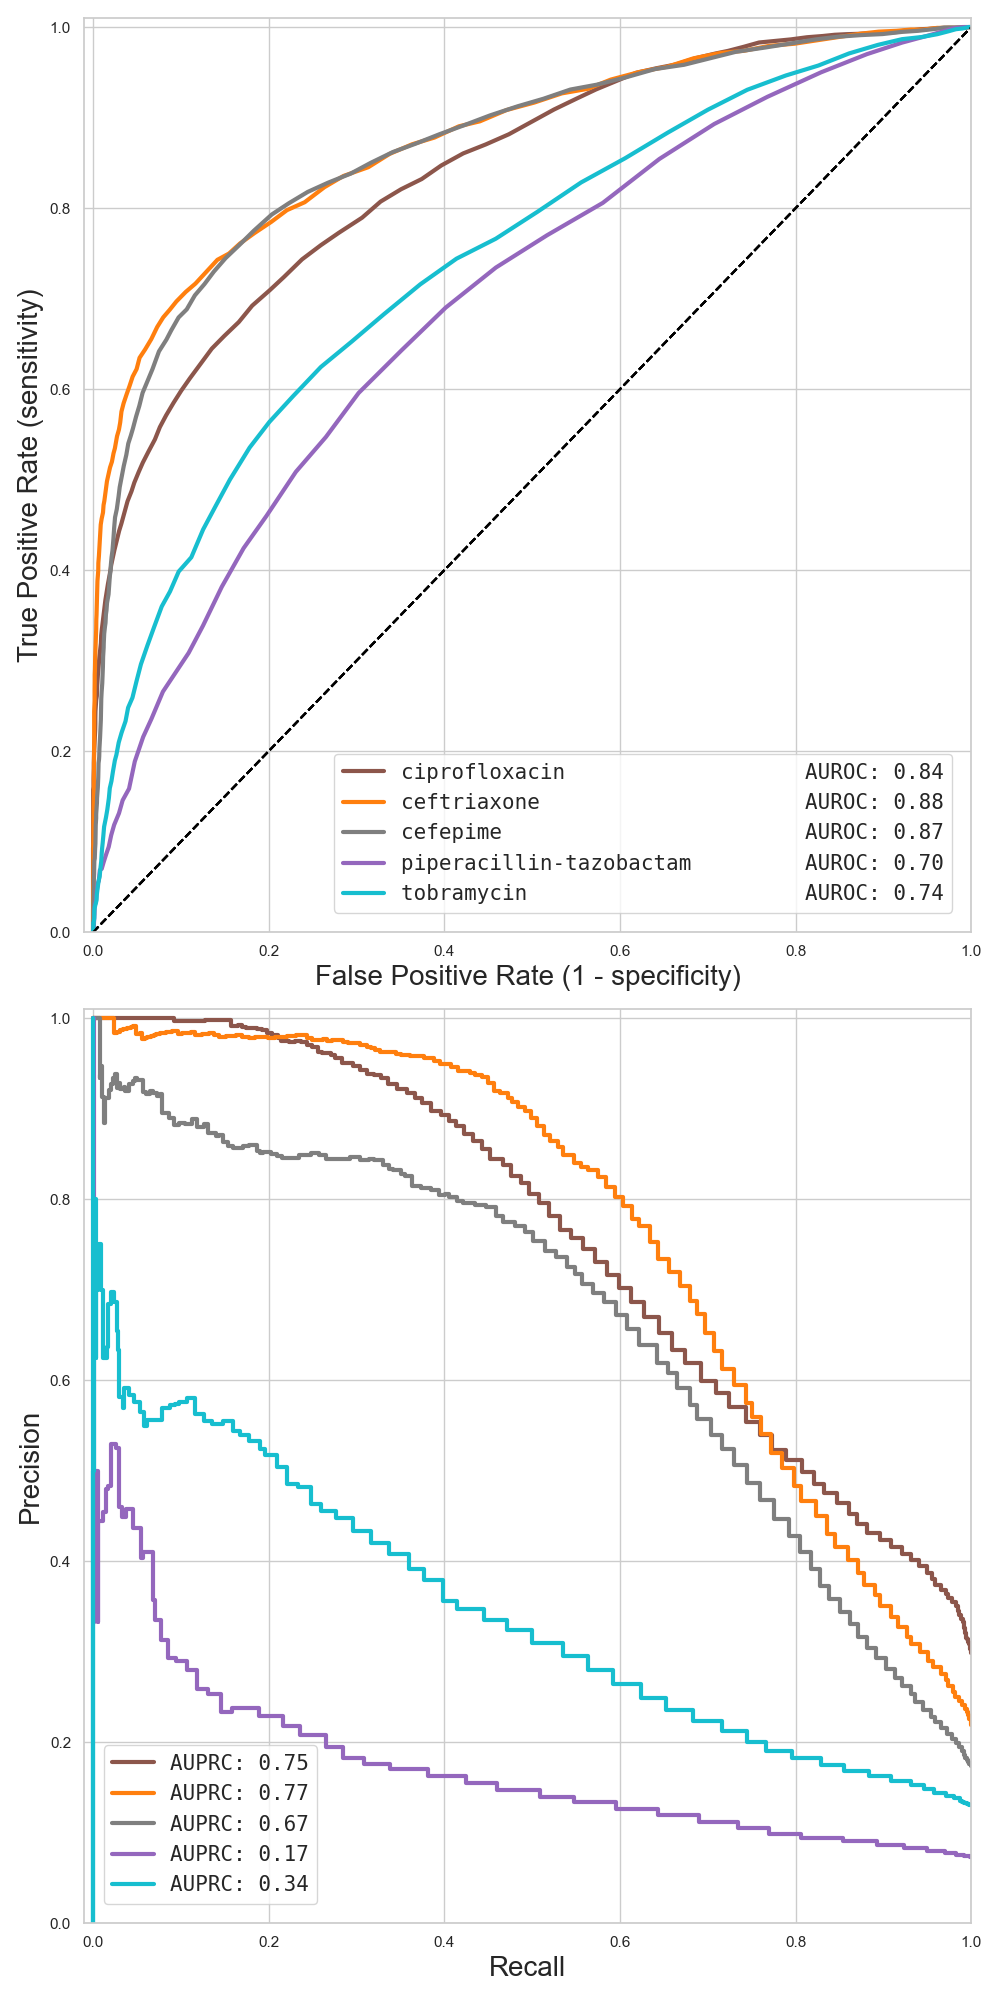 1.0
0.8
0.6
0.4
0.2
0.0
True Positive Rate (sensitivity)
ciprofloxacin AUROC: 0.84
ceftriaxone AUROC: 0.88
cefepime AUROC: 0.87
piperacillin-tazobactam AUROC: 0.70
tobramycin AUROC: 0.74
0.0 0.2 0.4 0.6 0.8 1.0
False Positive Rate (1 - specificity)
1.0
0.8
0.6
0.4
0.2
0.0
Precision
AUPRC: 0.75
AUPRC: 0.77
AUPRC: 0.67
AUPRC: 0.17
AUPRC: 0.34
0.0 0.2 0.4 0.6 0.8 1.0
Recall